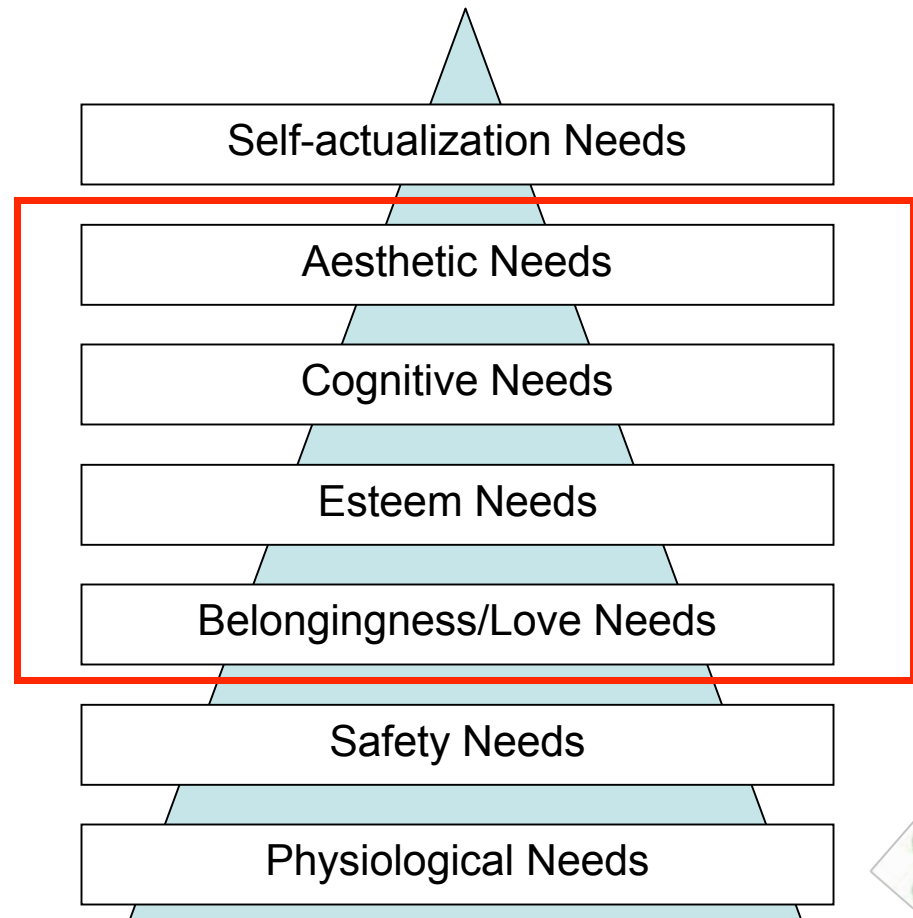 Self-actualization Needs
Aesthetic Needs
Cognitive Needs
Esteem Needs
Belongingness/Love Needs
Safety Needs
Physiological Needs